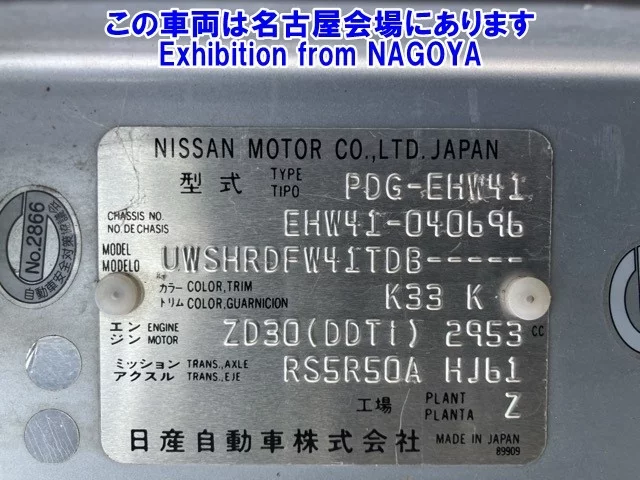 この車両は名古屋会場にあります
Exhibition from NAGOYA
NISSAN MOTOR CO.,LTD. JAPAN
型式 TYPE TIPO PDG-EHW41
CHASSIS NO. NO. DE CHASIS EHW41-040696
MODEL MODELO UWSHRDFW41TDB-----
カラー COLOR,TRIM
トリム COLOR,GUARNICION K33 K
エンジン ENGINE MOTOR ZD30(DDTI) 2953 CC
ミッション TRANS.,AXLE
アクスル TRANS.,EJE RS5R50A HJ61
工場 PLANT PLANTA Z
日産自動車株式会社 MADE IN JAPAN
89909
No.2866